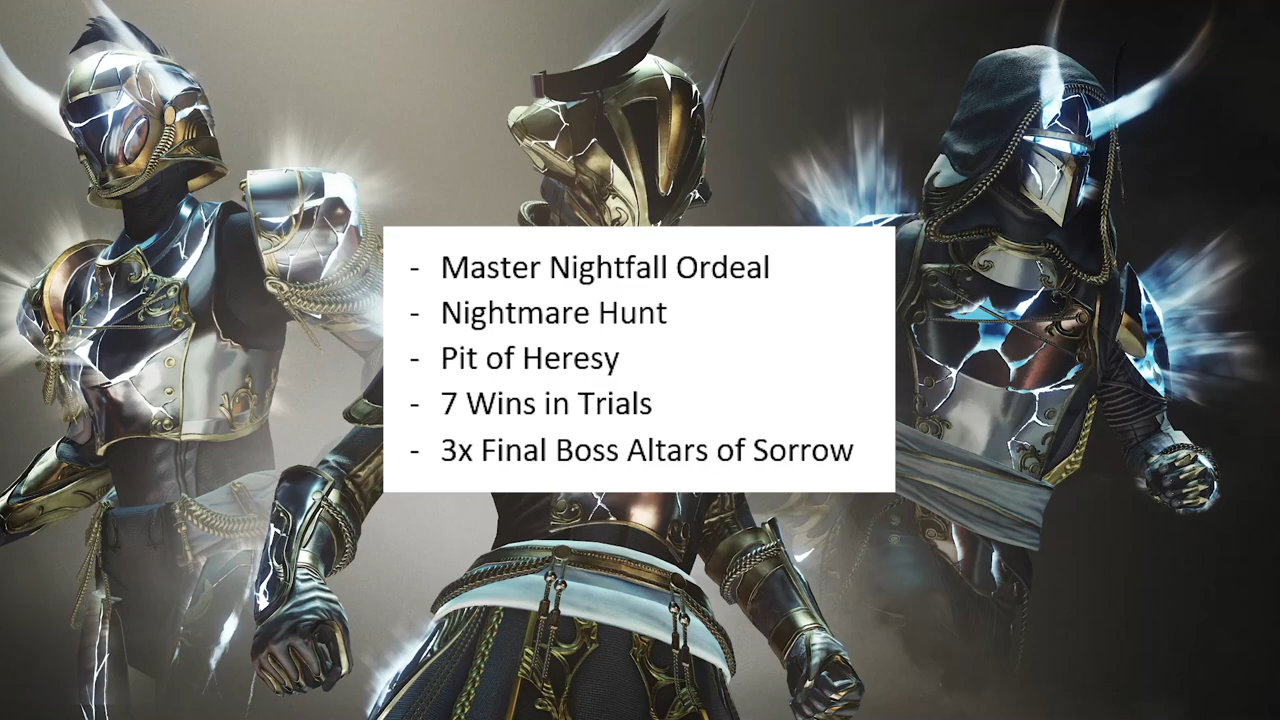 - Master Nightfall Ordeal
- Nightmare Hunt
- Pit of Heresy
- 7 Wins in Trials
- 3x Final Boss Altars of Sorrow